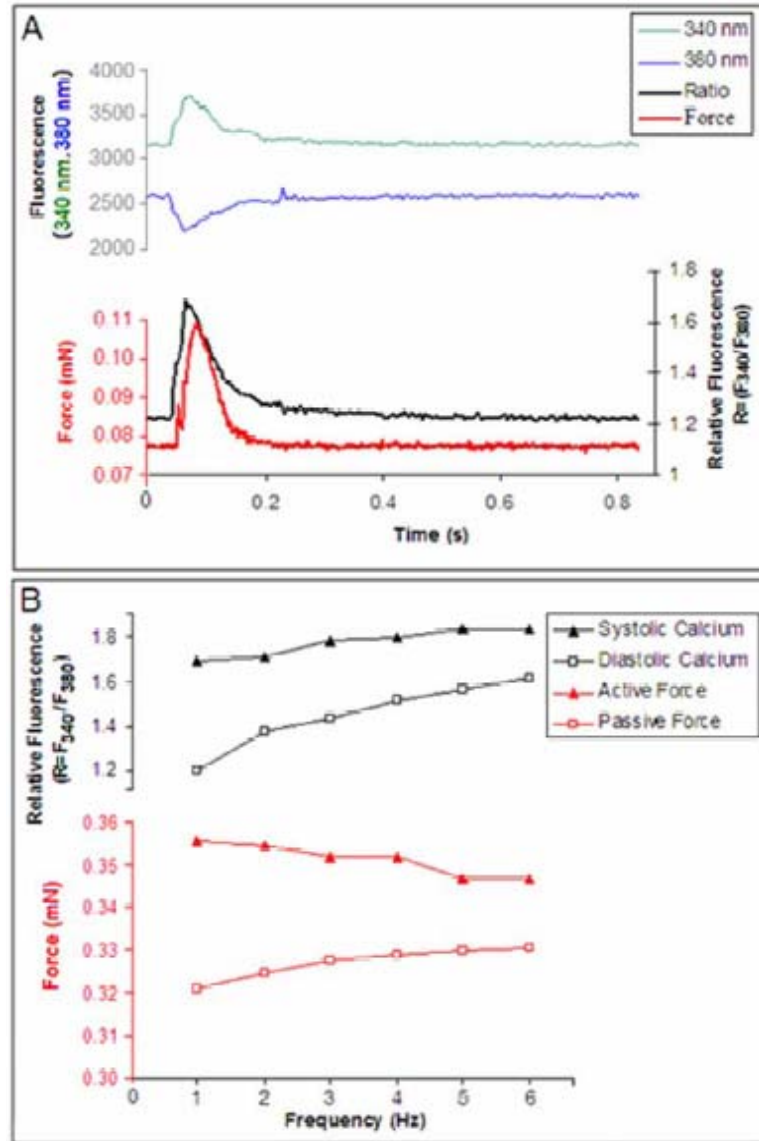 A
340 nm
380 nm
Ratio
Force
Fluorescence
(340 nm, 380 nm)
4000
3500
3000
2500
2000
Force (mN)
0.11
0.10
0.09
0.08
0.07
1.8
1.6
1.4
1.2
1
Relative Fluorescence
R=(F340/F380)
0
0.2
0.4
0.6
0.8
Time (s)
B
Systolic Calcium
Diastolic Calcium
Active Force
Passive Force
Relative Fluorescence
(R=F340/F380)
1.8
1.6
1.4
1.2
Force (mN)
0.36
0.35
0.34
0.33
0.32
0.31
0.30
0
1
2
3
4
5
6
Frequency (Hz)